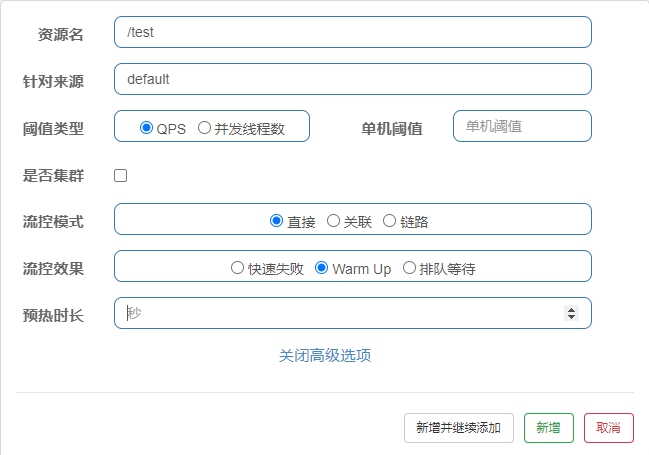 资源名 /test
针对来源 default
阈值类型 QPS 并发线程数 单机阈值 单机阈值
是否集群
流控模式 直接 关联 链路
流控效果 快速失败 Warm Up 排队等待
预热时长 秒
关闭高级选项
新增并继续添加 新增 取消